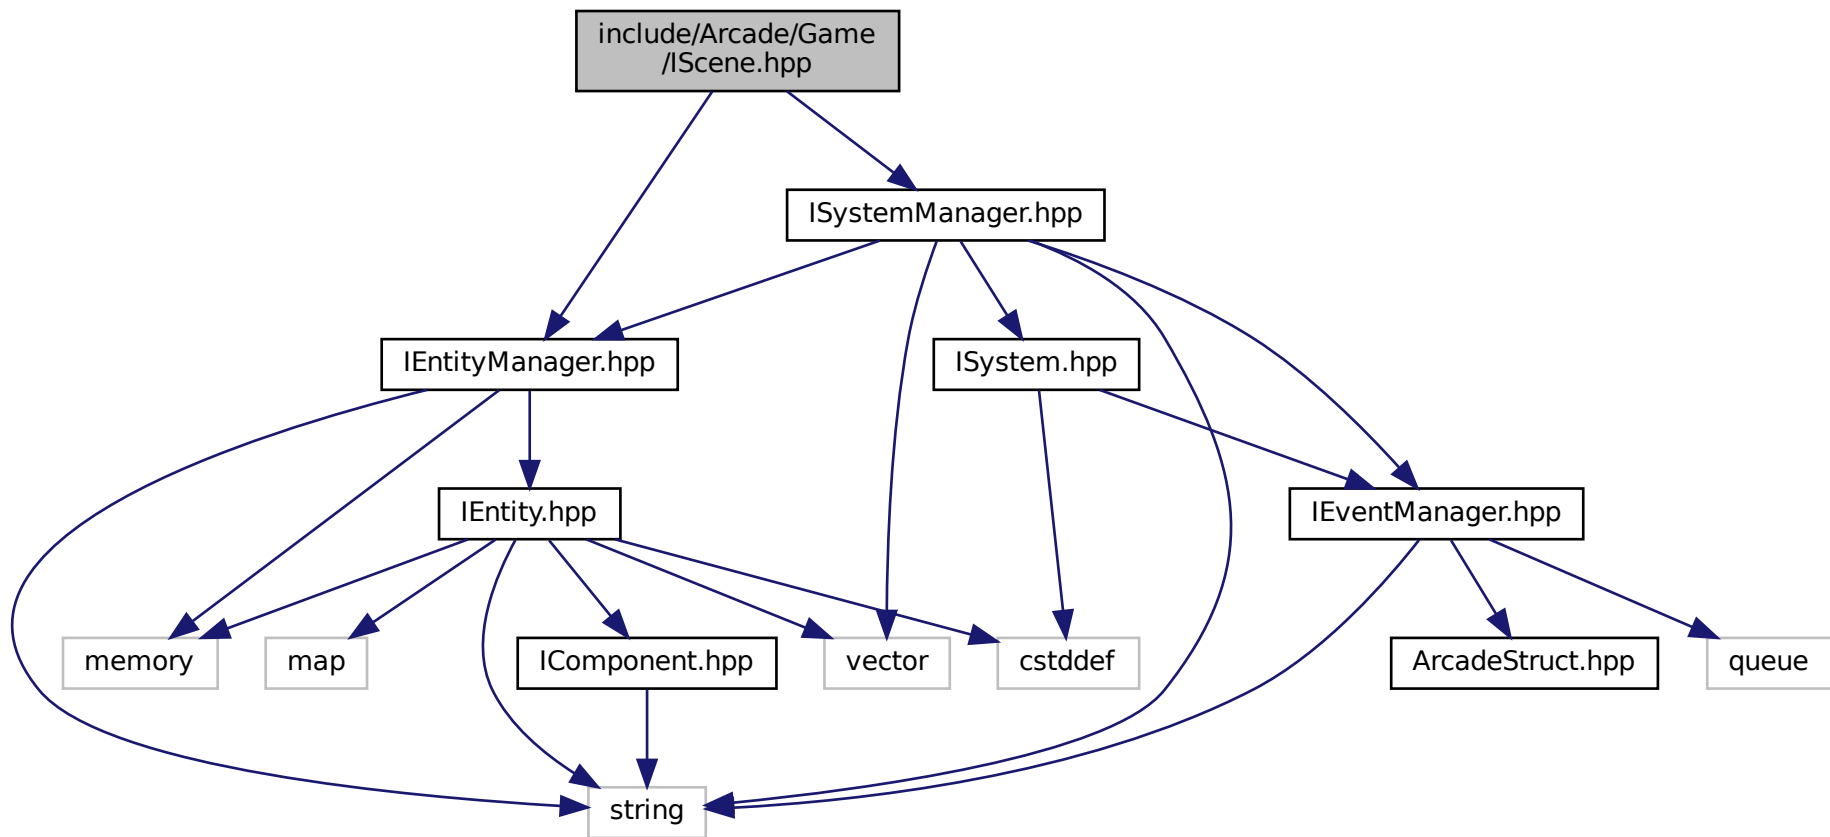 include/Arcade/Game
/IScene.hpp
ISystemManager.hpp
IEntityManager.hpp
ISystem.hpp
IEntity.hpp
IEventManager.hpp
memory
map
IComponent.hpp
vector
cstddef
ArcadeStruct.hpp
queue
string